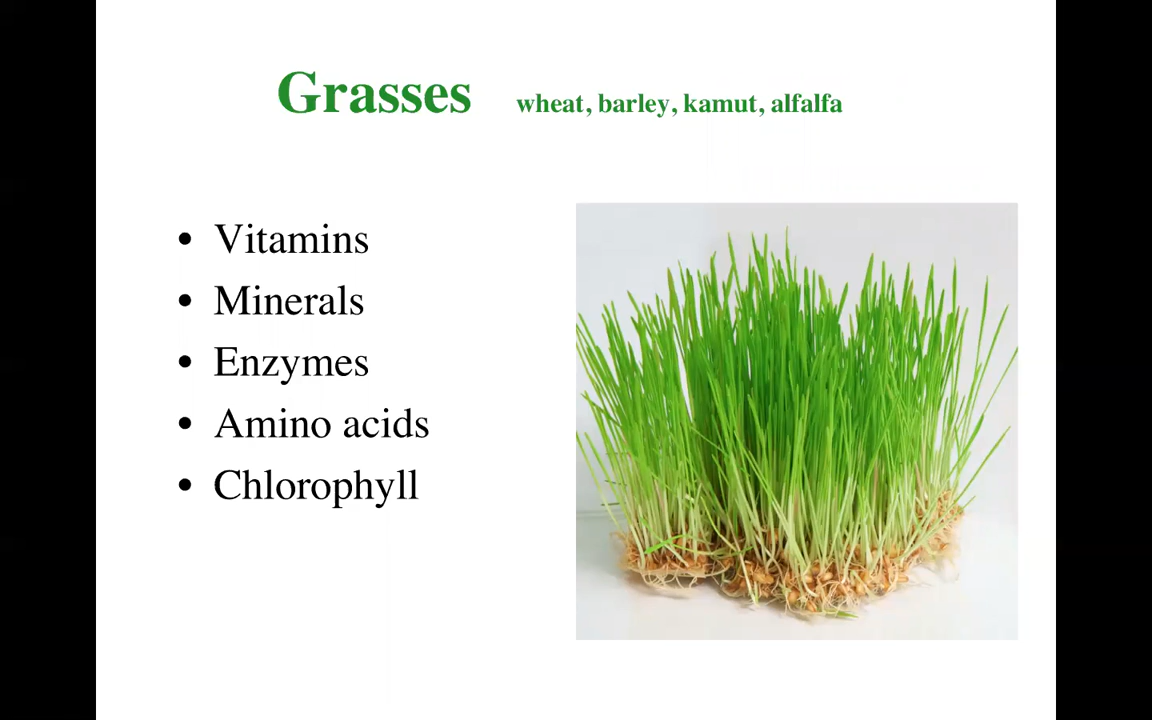 Grasses wheat, barley, kamut, alfalfa
• Vitamins
• Minerals
• Enzymes
• Amino acids
• Chlorophyll